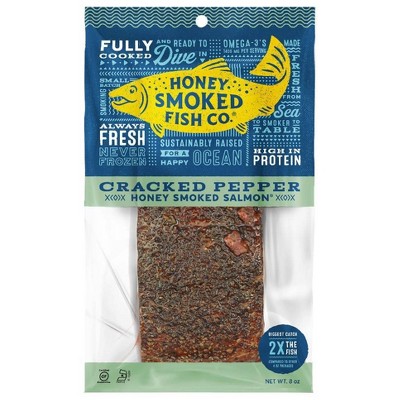 FULLY
COOKED
AND READY TO
Dive
IN
OMEGA-3'S
MADE
FRESH
FROM
HONEY
SMOKED
FISH CO.®
SMALL
BATCH
Sea
TO SMOKER TO
TABLE
ALWAYS
FRESH
NEVER
FROZEN
SUSTAINABLY RAISED
FOR A
HAPPY
OCEAN
HIGH IN
PROTEIN
CRACKED PEPPER
HONEY SMOKED SALMON®
BIGGEST CATCH
2X THE
FISH
NET WT. 8 oz